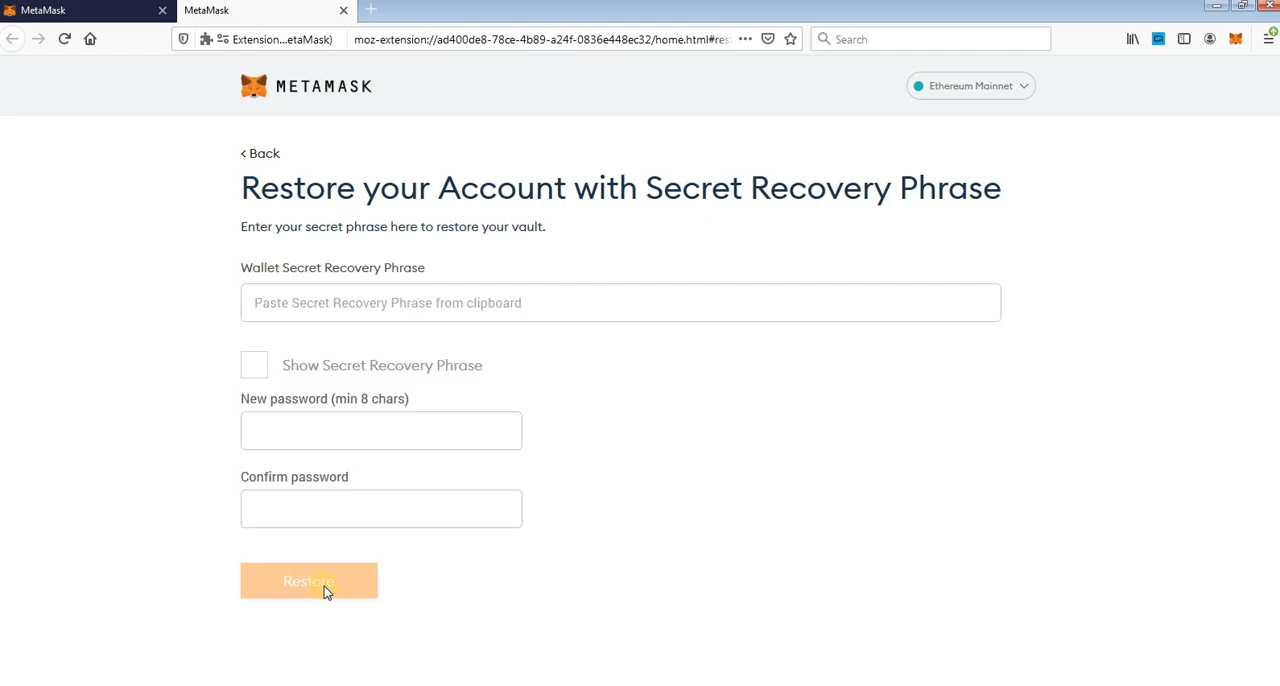 MetaMask
MetaMask
Extension...etaMask)
moz-extension://ad400de8-78ce-4b89-a24f-0836e448ec32/home.html#res
Search
METAMASK
Ethereum Mainnet
< Back
Restore your Account with Secret Recovery Phrase
Enter your secret phrase here to restore your vault.
Wallet Secret Recovery Phrase
Paste Secret Recovery Phrase from clipboard
Show Secret Recovery Phrase
New password (min 8 chars)
Confirm password
Restore